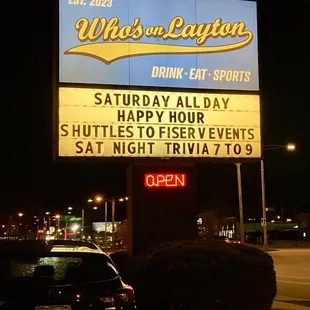 EST. 2023
Who's on Layton
DRINK · EAT · SPORTS
SATURDAY ALL DAY
HAPPY HOUR
SHUTTLES TO FISERV EVENTS
SAT NIGHT TRIVIA 7 TO 9
OPEN